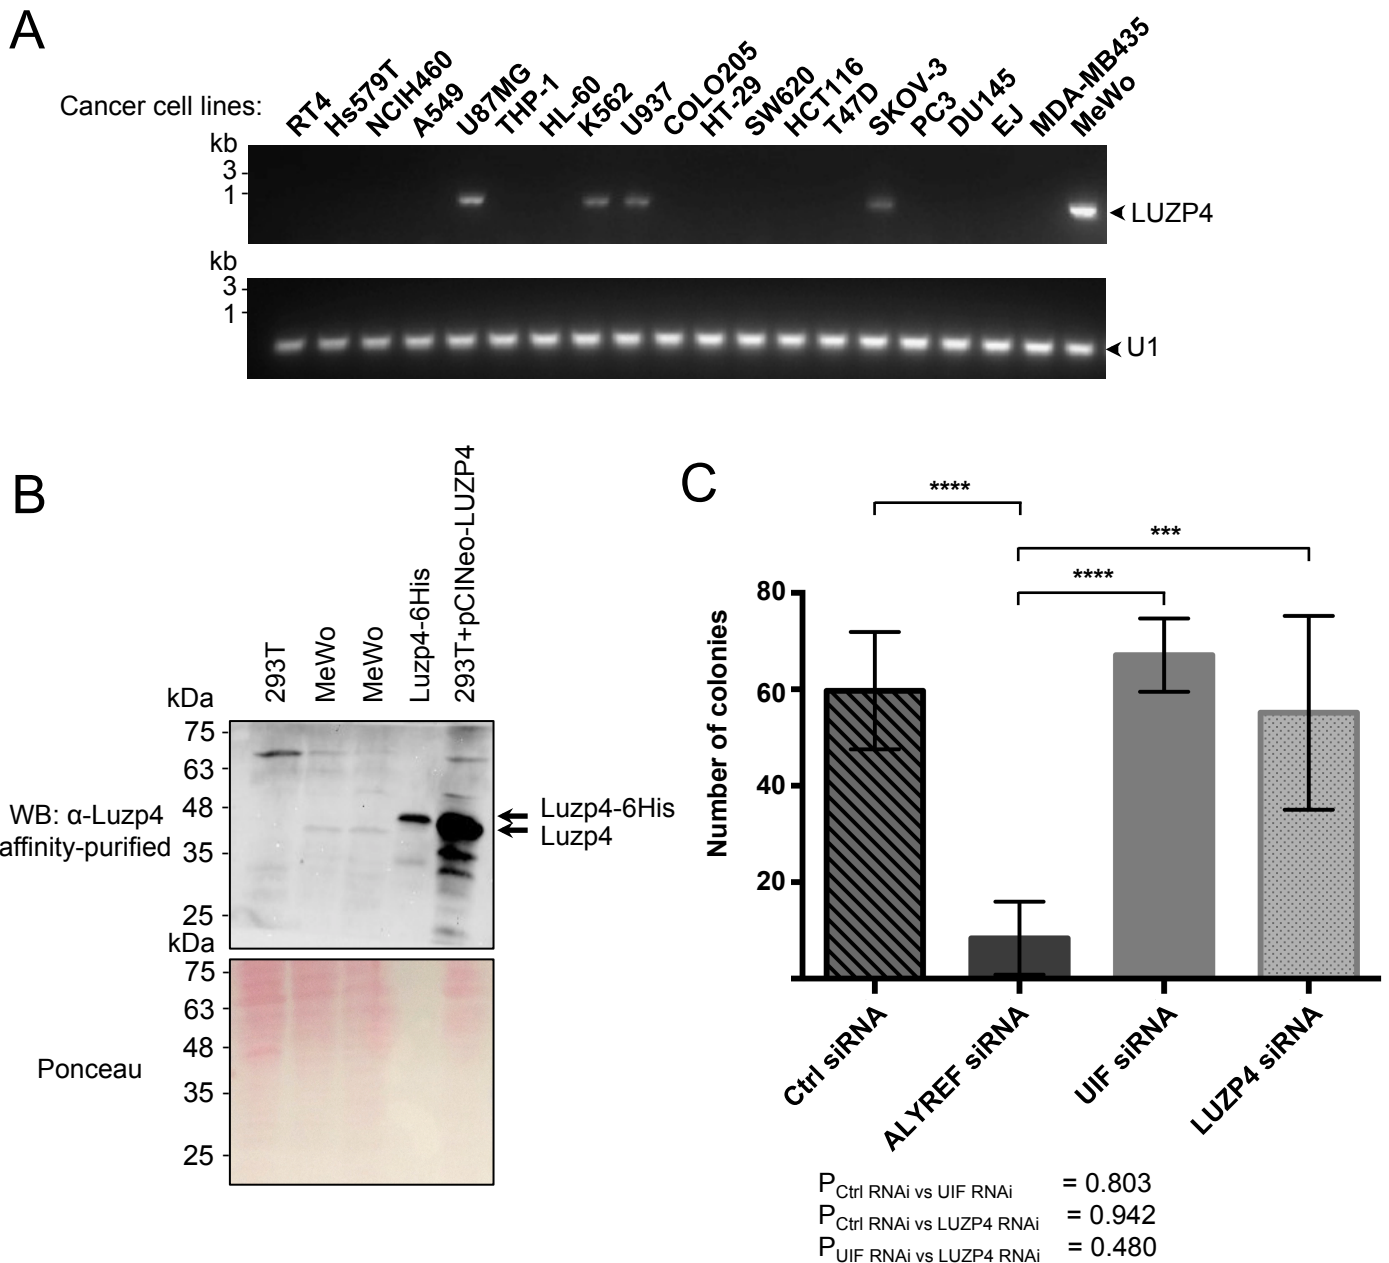 A
Cancer cell lines:
RT4
Hs579T
NCIH460
A549
U87MG
THP-1
HL-60
K562
U937
COLO205
HT-29
SW620
HCT116
T47D
SKOV-3
PC3
DU145
EJ
MDA-MB435
MeWo
kb
3
1
LUZP4
kb
3
1
U1
B
293T
MeWo
MeWo
Luzp4-6His
293T+pCINeo-LUZP4
kDa
75
63
48
35
25
WB: α-Luzp4
affinity-purified
Luzp4-6His
Luzp4
kDa
75
63
48
35
25
Ponceau
C
****
***
****
Number of colonies
80
60
40
20
Ctrl siRNA
ALYREF siRNA
UIF siRNA
LUZP4 siRNA
P Ctrl RNAi vs UIF RNAi = 0.803
P Ctrl RNAi vs LUZP4 RNAi = 0.942
P UIF RNAi vs LUZP4 RNAi = 0.480